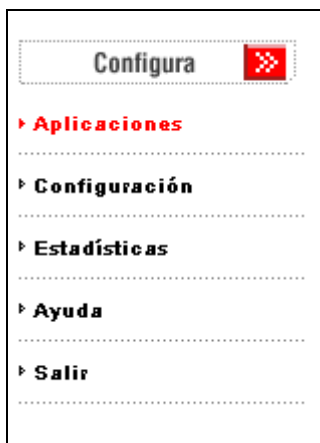 Configura
Aplicaciones
Configuración
Estadísticas
Ayuda
Salir